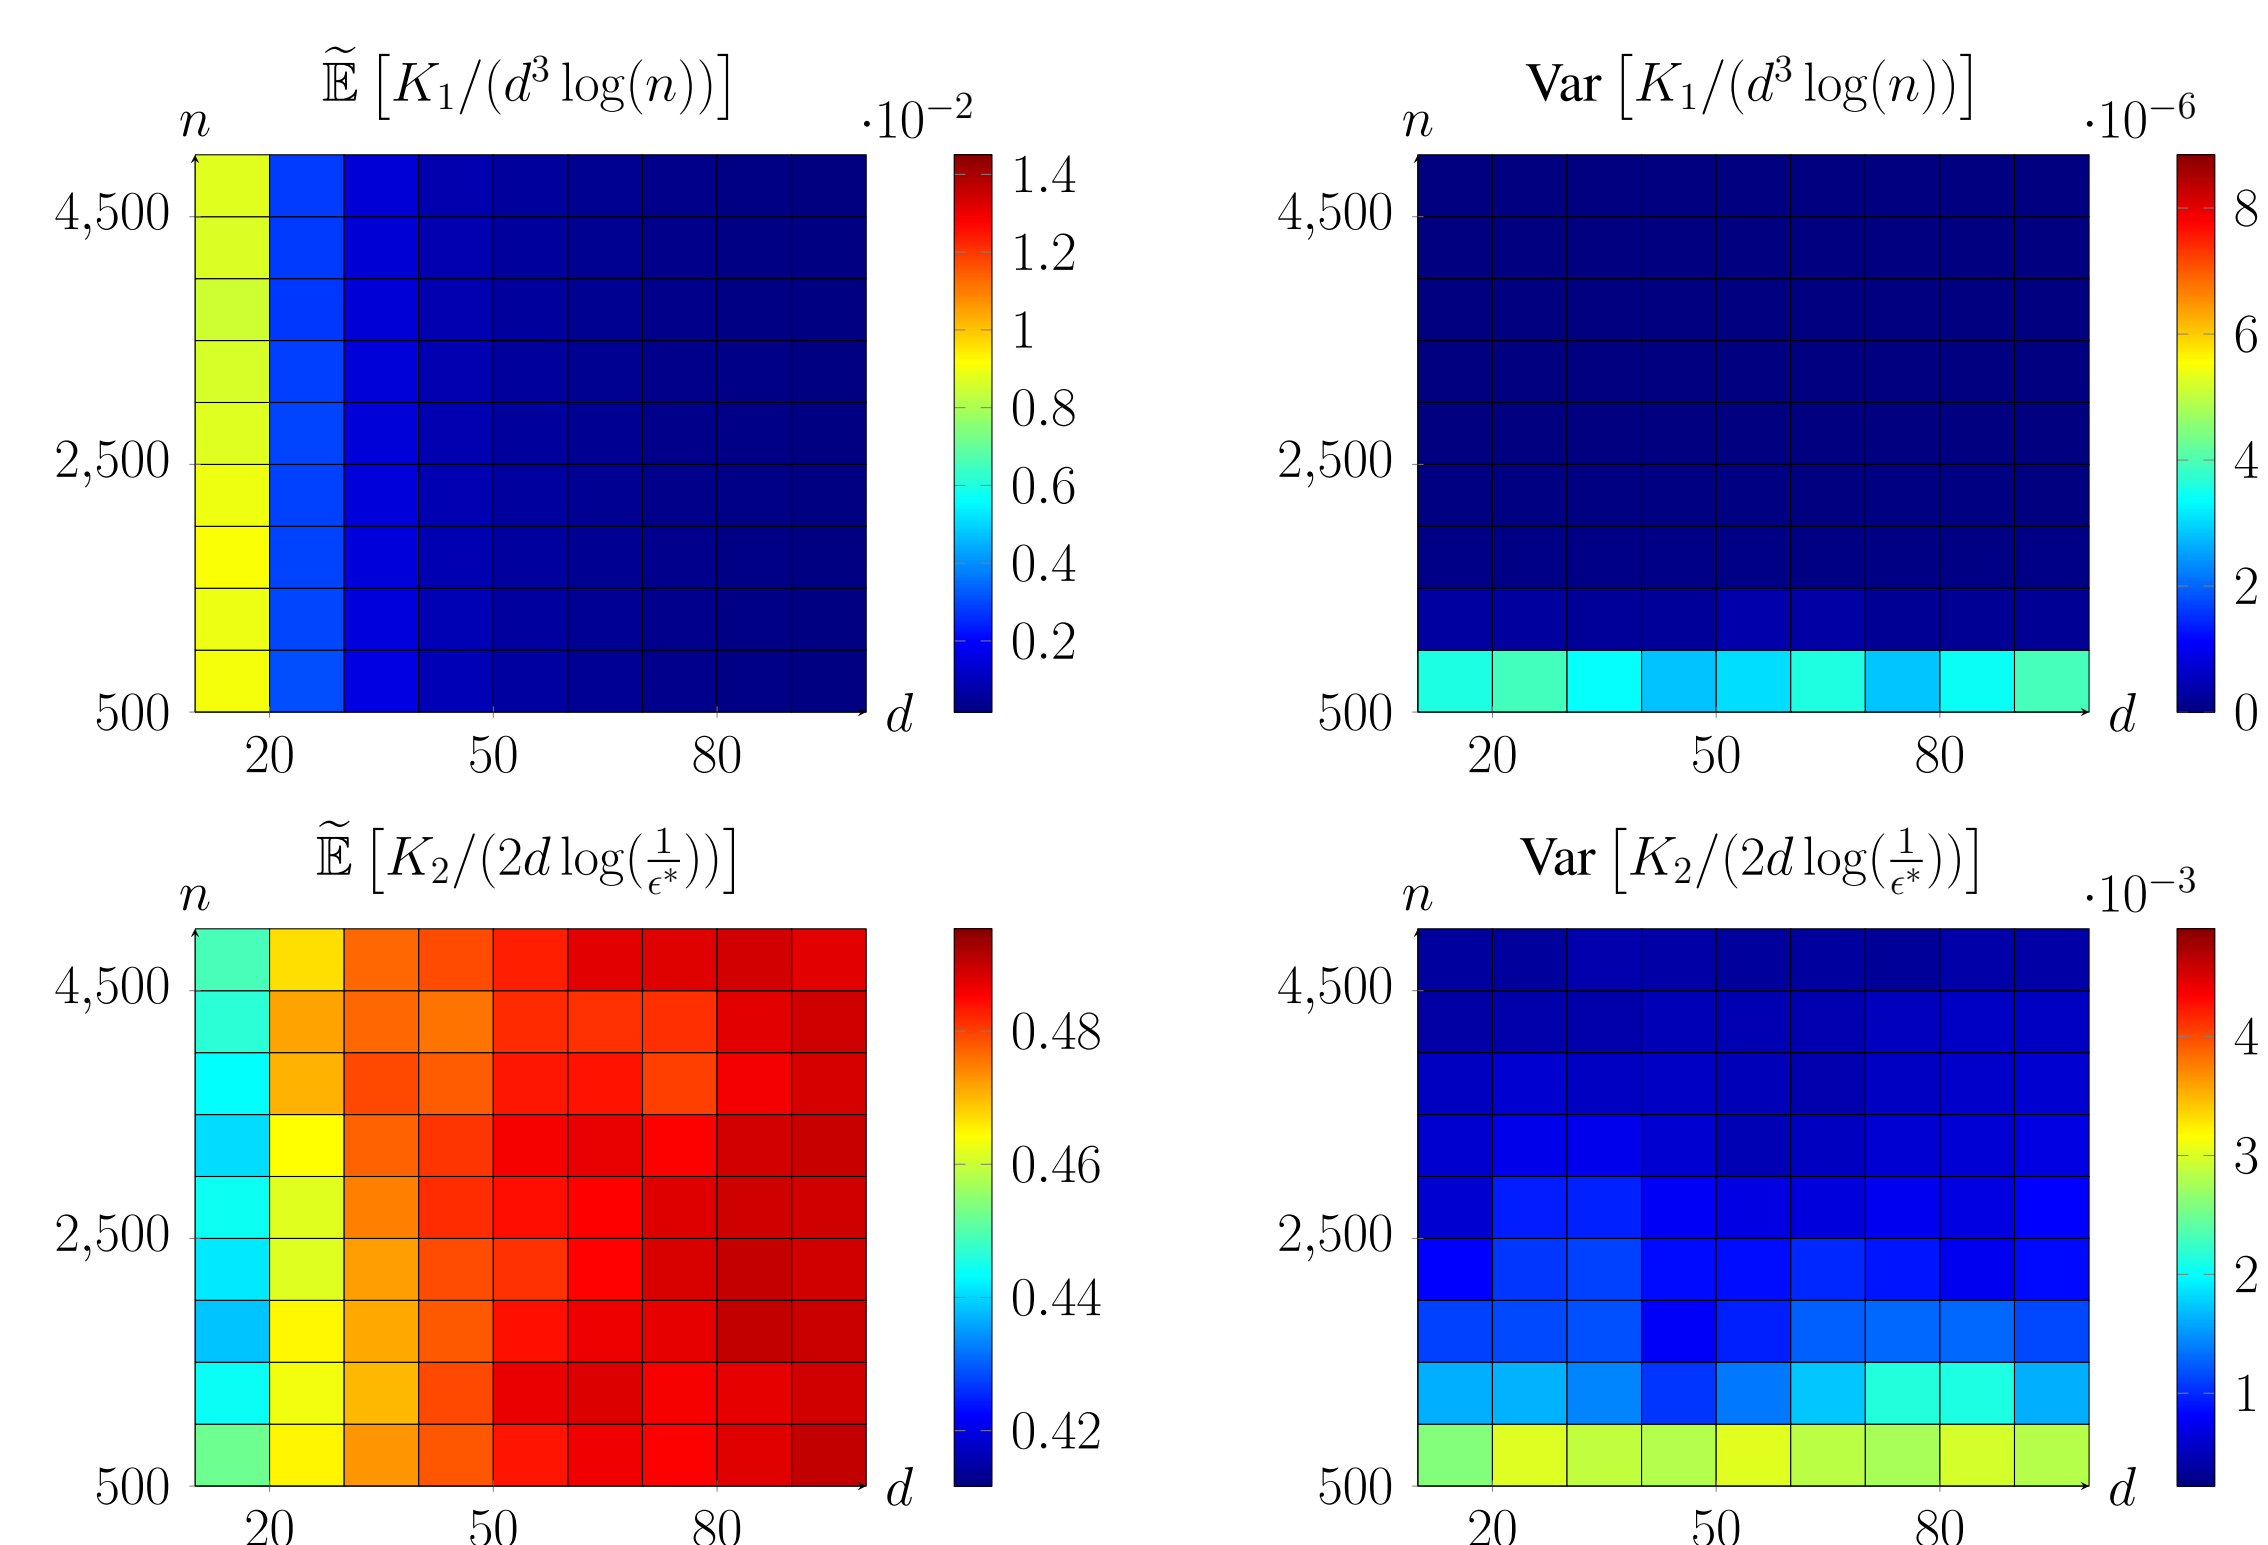 𝔼̃ [K₁/(d³ log(n))]
n
·10⁻²
4,500
2,500
500
20 50 80
d
1.4
1.2
1
0.8
0.6
0.4
0.2
Var [K₁/(d³ log(n))]
n
·10⁻⁶
4,500
2,500
500
20 50 80
d
8
6
4
2
0
𝔼̃ [K₂/(2d log(1/ϵ*))]
n
4,500
2,500
500
20 50 80
d
0.48
0.46
0.44
0.42
Var [K₂/(2d log(1/ϵ*))]
n
·10⁻³
4,500
2,500
500
20 50 80
d
4
3
2
1